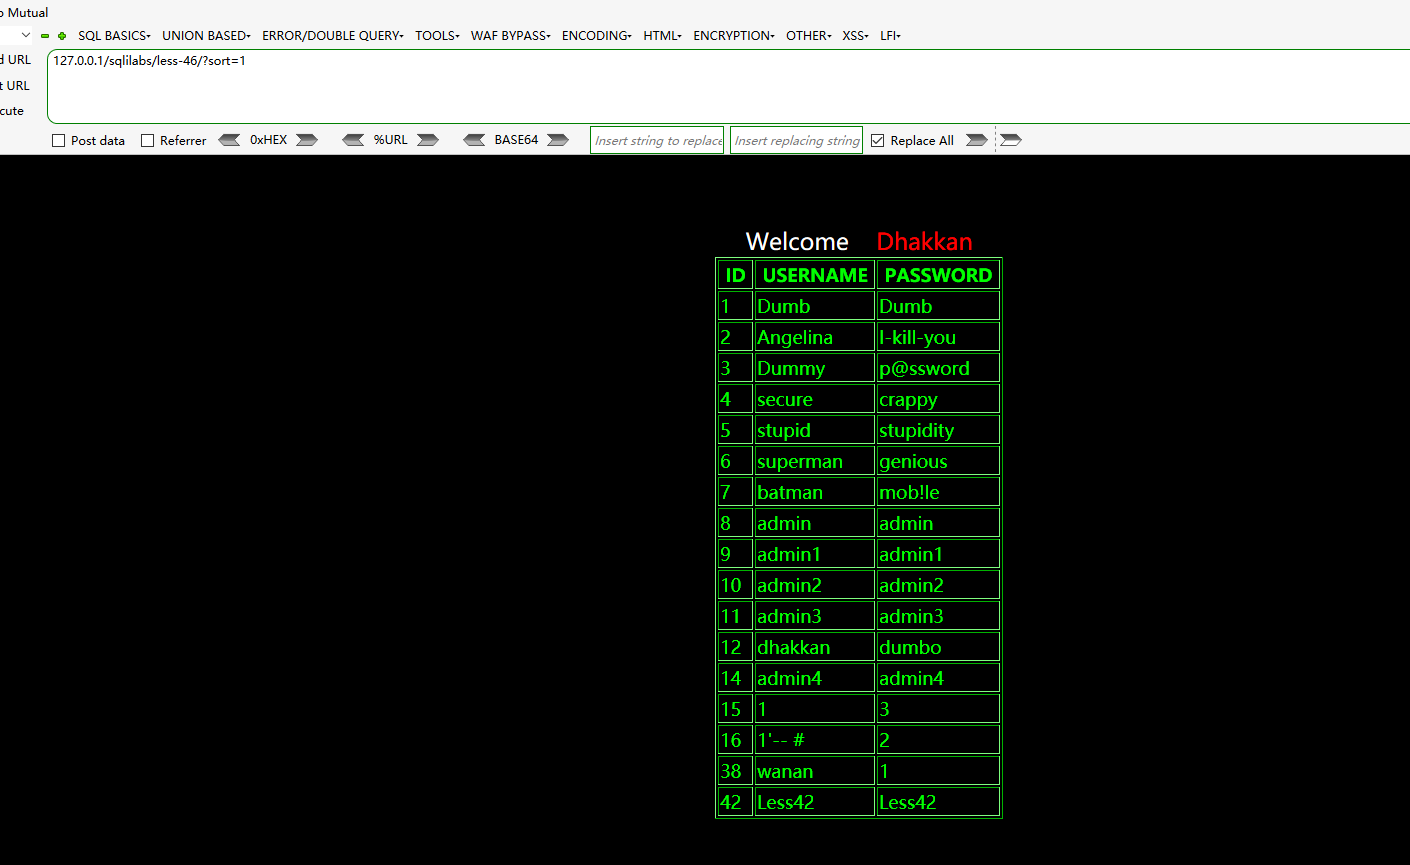 o Mutual
SQL BASICS▾ UNION BASED▾ ERROR/DOUBLE QUERY▾ TOOLS▾ WAF BYPASS▾ ENCODING▾ HTML▾ ENCRYPTION▾ OTHER▾ XSS▾ LFI▾
d URL 127.0.0.1/sqlilabs/less-46/?sort=1
t URL
cute
Post data Referrer 0xHEX %URL BASE64 Insert string to replace Insert replacing string Replace All
Welcome Dhakkan
ID USERNAME PASSWORD
1 Dumb Dumb
2 Angelina I-kill-you
3 Dummy p@ssword
4 secure crappy
5 stupid stupidity
6 superman genious
7 batman mob!le
8 admin admin
9 admin1 admin1
10 admin2 admin2
11 admin3 admin3
12 dhakkan dumbo
14 admin4 admin4
15 1 3
16 1'-- # 2
38 wanan 1
42 Less42 Less42